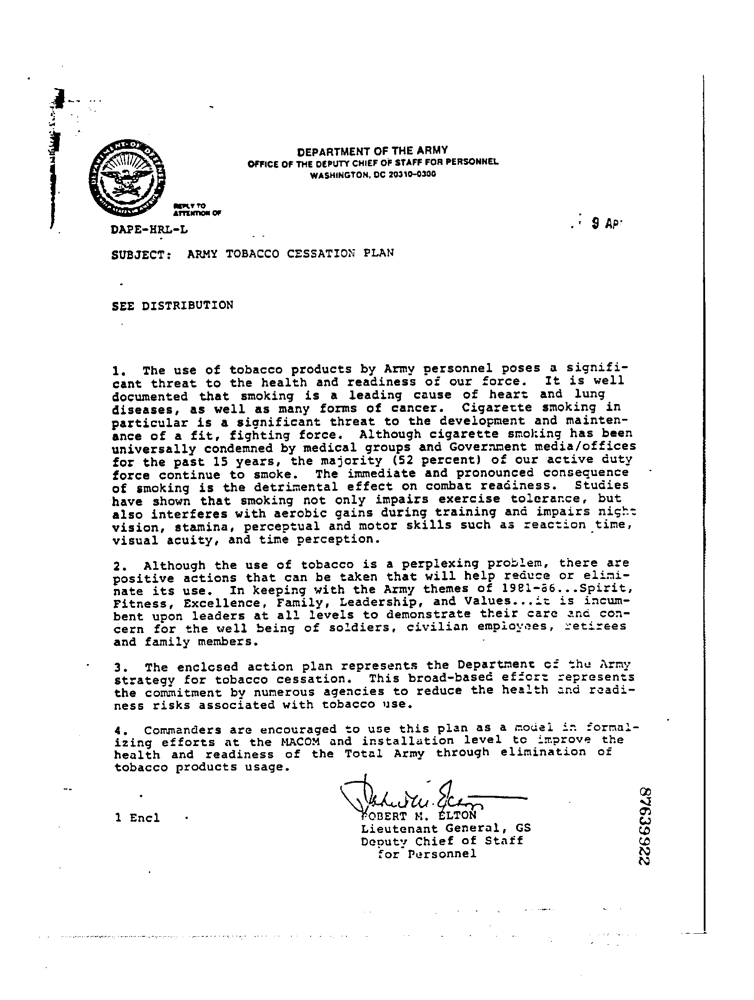 DEPARTMENT OF THE ARMY
OFFICE OF THE DEPUTY CHIEF OF STAFF FOR PERSONNEL
WASHINGTON, DC 20310-0300
REPLY TO
ATTENTION OF
DAPE-HRL-L
9 AP
SUBJECT: ARMY TOBACCO CESSATION PLAN
SEE DISTRIBUTION
1. The use of tobacco products by Army personnel poses a signifi-
cant threat to the health and readiness of our force. It is well
documented that smoking is a leading cause of heart and lung
diseases, as well as many forms of cancer. Cigarette smoking in
particular is a significant threat to the development and mainten-
ance of a fit, fighting force. Although cigarette smoking has been
universally condemned by medical groups and Government media/offices
for the past 15 years, the majority (52 percent) of our active duty
force continue to smoke. The immediate and pronounced consequence
of smoking is the detrimental effect on combat readiness. Studies
have shown that smoking not only impairs exercise tolerance, but
also interferes with aerobic gains during training and impairs night
vision, stamina, perceptual and motor skills such as reaction time,
visual acuity, and time perception.
2. Although the use of tobacco is a perplexing problem, there are
positive actions that can be taken that will help reduce or elimi-
nate its use. In keeping with the Army themes of 1981-86...Spirit,
Fitness, Excellence, Family, Leadership, and Values...it is incum-
bent upon leaders at all levels to demonstrate their care and con-
cern for the well being of soldiers, civilian employees, retirees
and family members.
3. The enclosed action plan represents the Department of the Army
strategy for tobacco cessation. This broad-based effort represents
the commitment by numerous agencies to reduce the health and readi-
ness risks associated with tobacco use.
4. Commanders are encouraged to use this plan as a model in formal-
izing efforts at the MACOM and installation level to improve the
health and readiness of the Total Army through elimination of
tobacco products usage.
1 Encl
ROBERT M. ELTON
Lieutenant General, GS
Deputy Chief of Staff
for Personnel
87639922